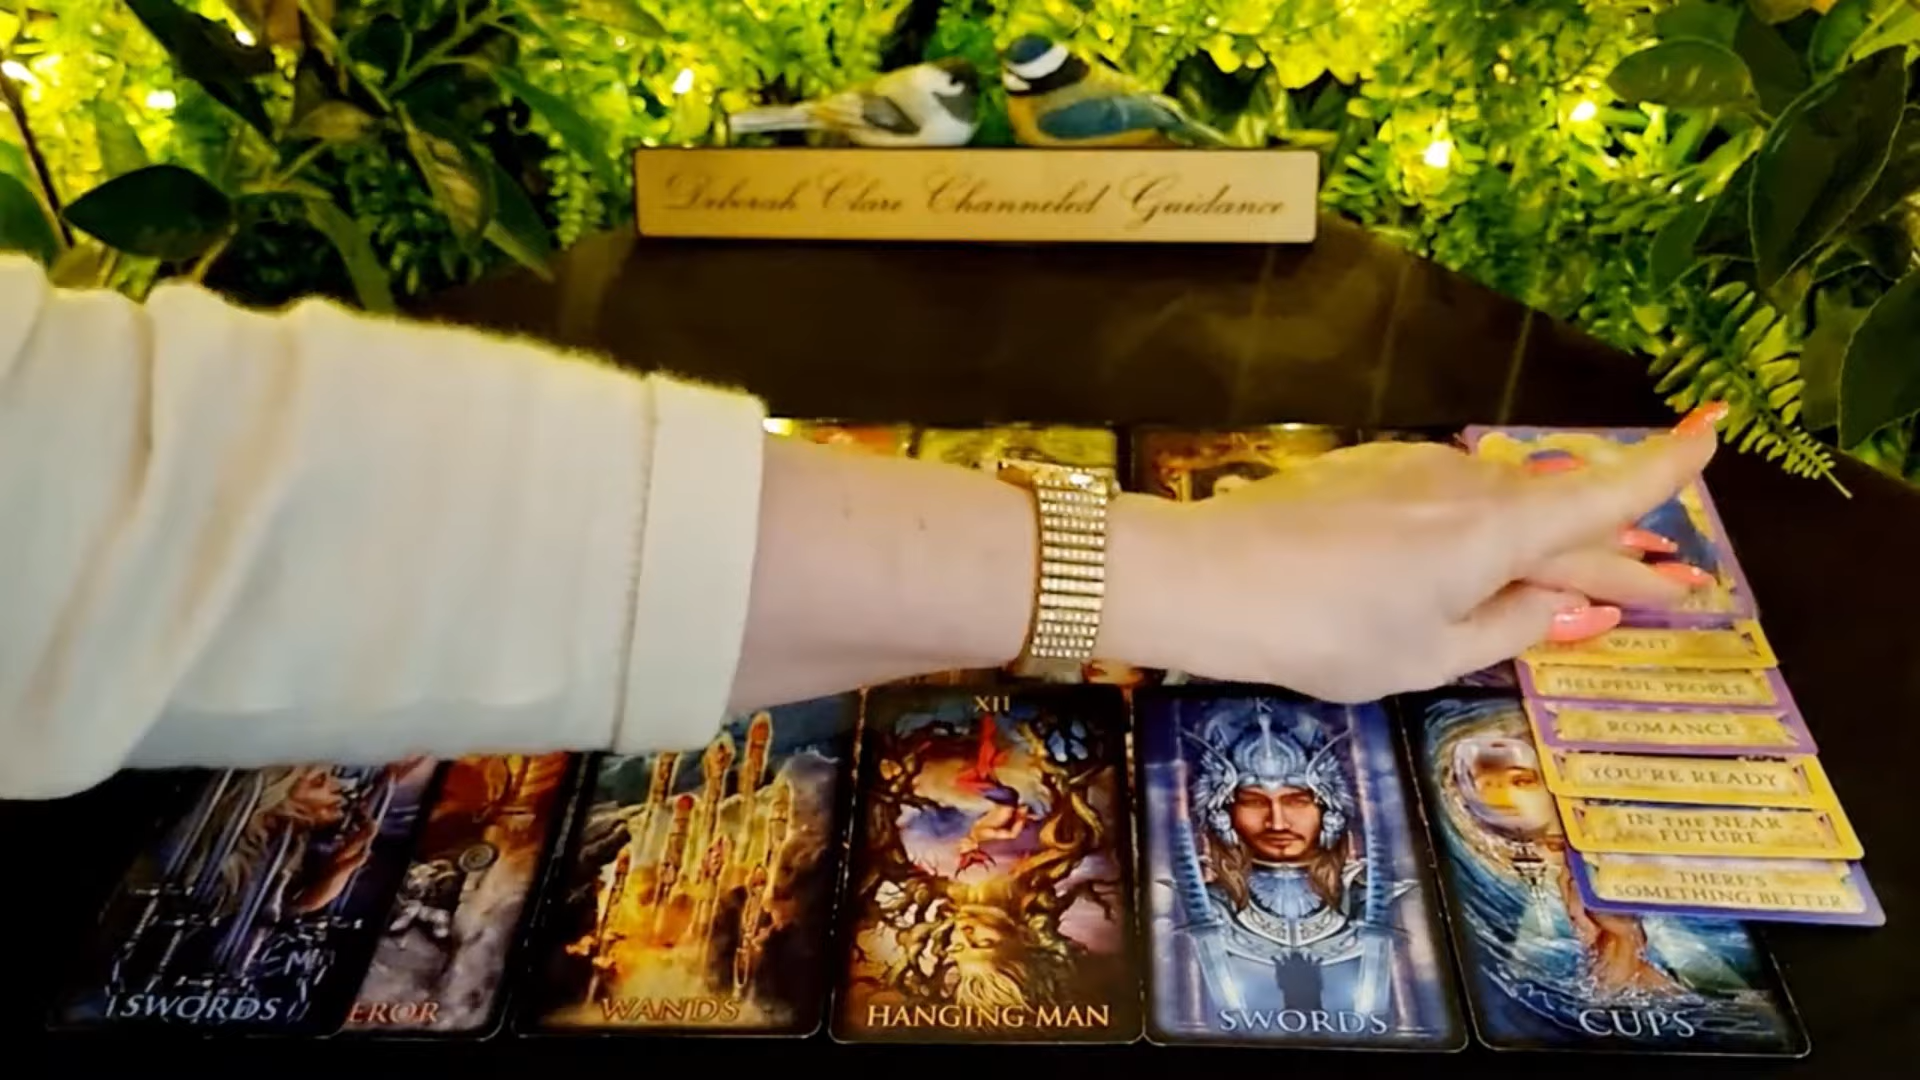 Deborah Clare Channeled Guidance
WAIT
HELPFUL PEOPLE
ROMANCE
YOU'RE READY
IN THE NEAR
FUTURE
THERE'S
SOMETHING BETTER
XII
K
SWORDS
EROR
WANDS
HANGING MAN
SWORDS
CUPS